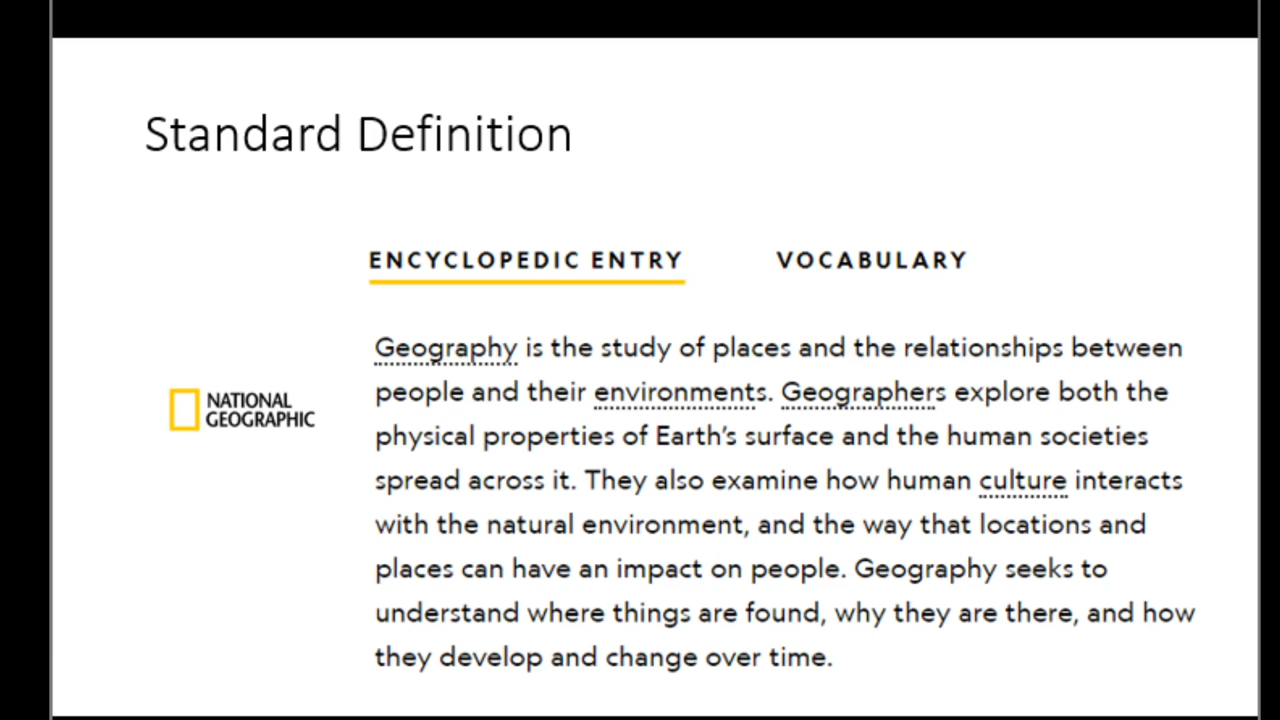 Standard Definition
ENCYCLOPEDIC ENTRY VOCABULARY
NATIONAL
GEOGRAPHIC
Geography is the study of places and the relationships between
people and their environments. Geographers explore both the
physical properties of Earth's surface and the human societies
spread across it. They also examine how human culture interacts
with the natural environment, and the way that locations and
places can have an impact on people. Geography seeks to
understand where things are found, why they are there, and how
they develop and change over time.